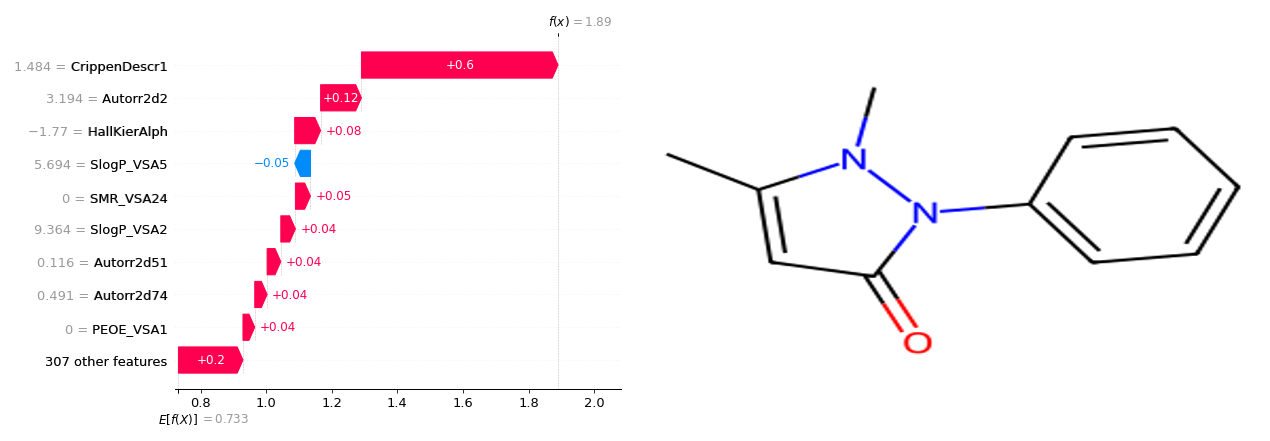 f(x) = 1.89
1.484 = CrippenDescr1
+0.6
3.194 = Autorr2d2
+0.12
−1.77 = HallKierAlph
+0.08
5.694 = SlogP_VSA5
−0.05
0 = SMR_VSA24
+0.05
9.364 = SlogP_VSA2
+0.04
0.116 = Autorr2d51
+0.04
0.491 = Autorr2d74
+0.04
0 = PEOE_VSA1
+0.04
307 other features
+0.2
0.8 1.0 1.2 1.4 1.6 1.8 2.0
E[f(X)] = 0.733
N
N
O